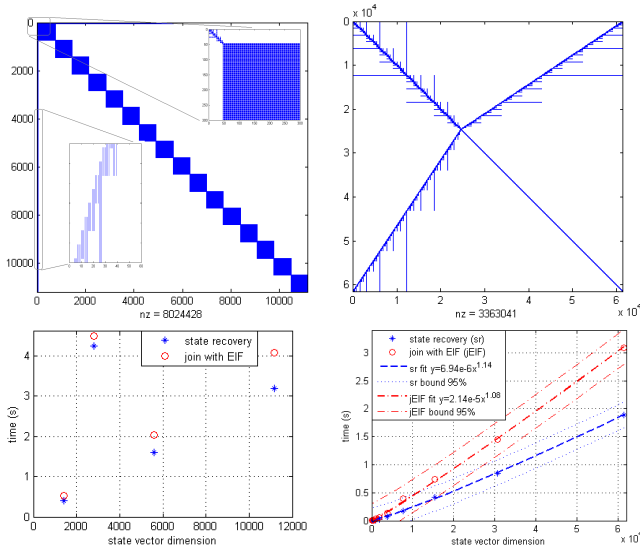 0
2000
4000
6000
8000
10000
0 2000 4000 6000 8000 10000
nz = 8024428
x 10^4
0
1
2
3
4
5
6
0 1 2 3 4 5 6
nz = 3363041
x 10^4
state recovery
join with EIF
time (s)
4
3
2
1
0
0 2000 4000 6000 8000 10000 12000
state vector dimension
state recovery (sr)
join with EIF (jEIF)
sr fit y=6.94e-6x^1.14
sr bound 95%
jEIF fit y=2.14e-5x^1.08
jEIF bound 95%
time (s)
3
2.5
2
1.5
1
0.5
0
0 1 2 3 4 5 6
state vector dimension
x 10^4